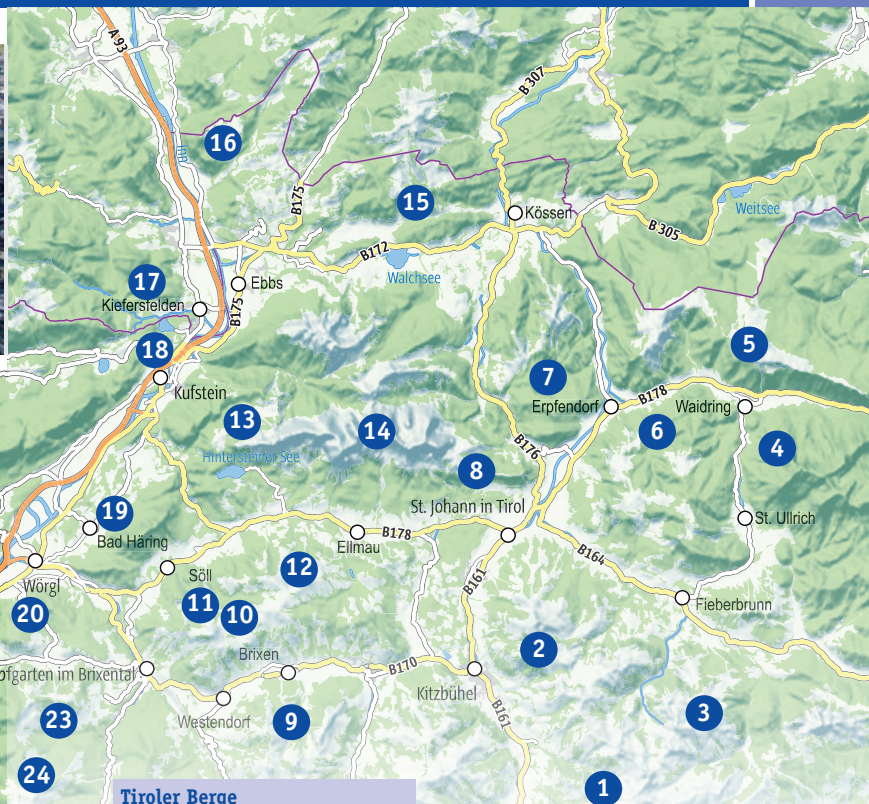 A 93
B 307
16
Inn
B175
15
Kössen
Weitsee
B 305
B172
Walchsee
17
Ebbs
Kiefersfelden
B175
5
18
7
Kufstein
B178
Erpfendorf
Waidring
13
14
6
4
B176
Hintersteiner See
8
St. Johann in Tirol
19
St. Ullrich
Bad Häring
B178
Ellmau
B164
Wörgl
Söll
12
B161
Fieberbrunn
11
10
20
2
Brixen
B170
ofgarten im Brixental
Kitzbühel
Westendorf
B161
3
23
9
24
1
Tiroler Berge